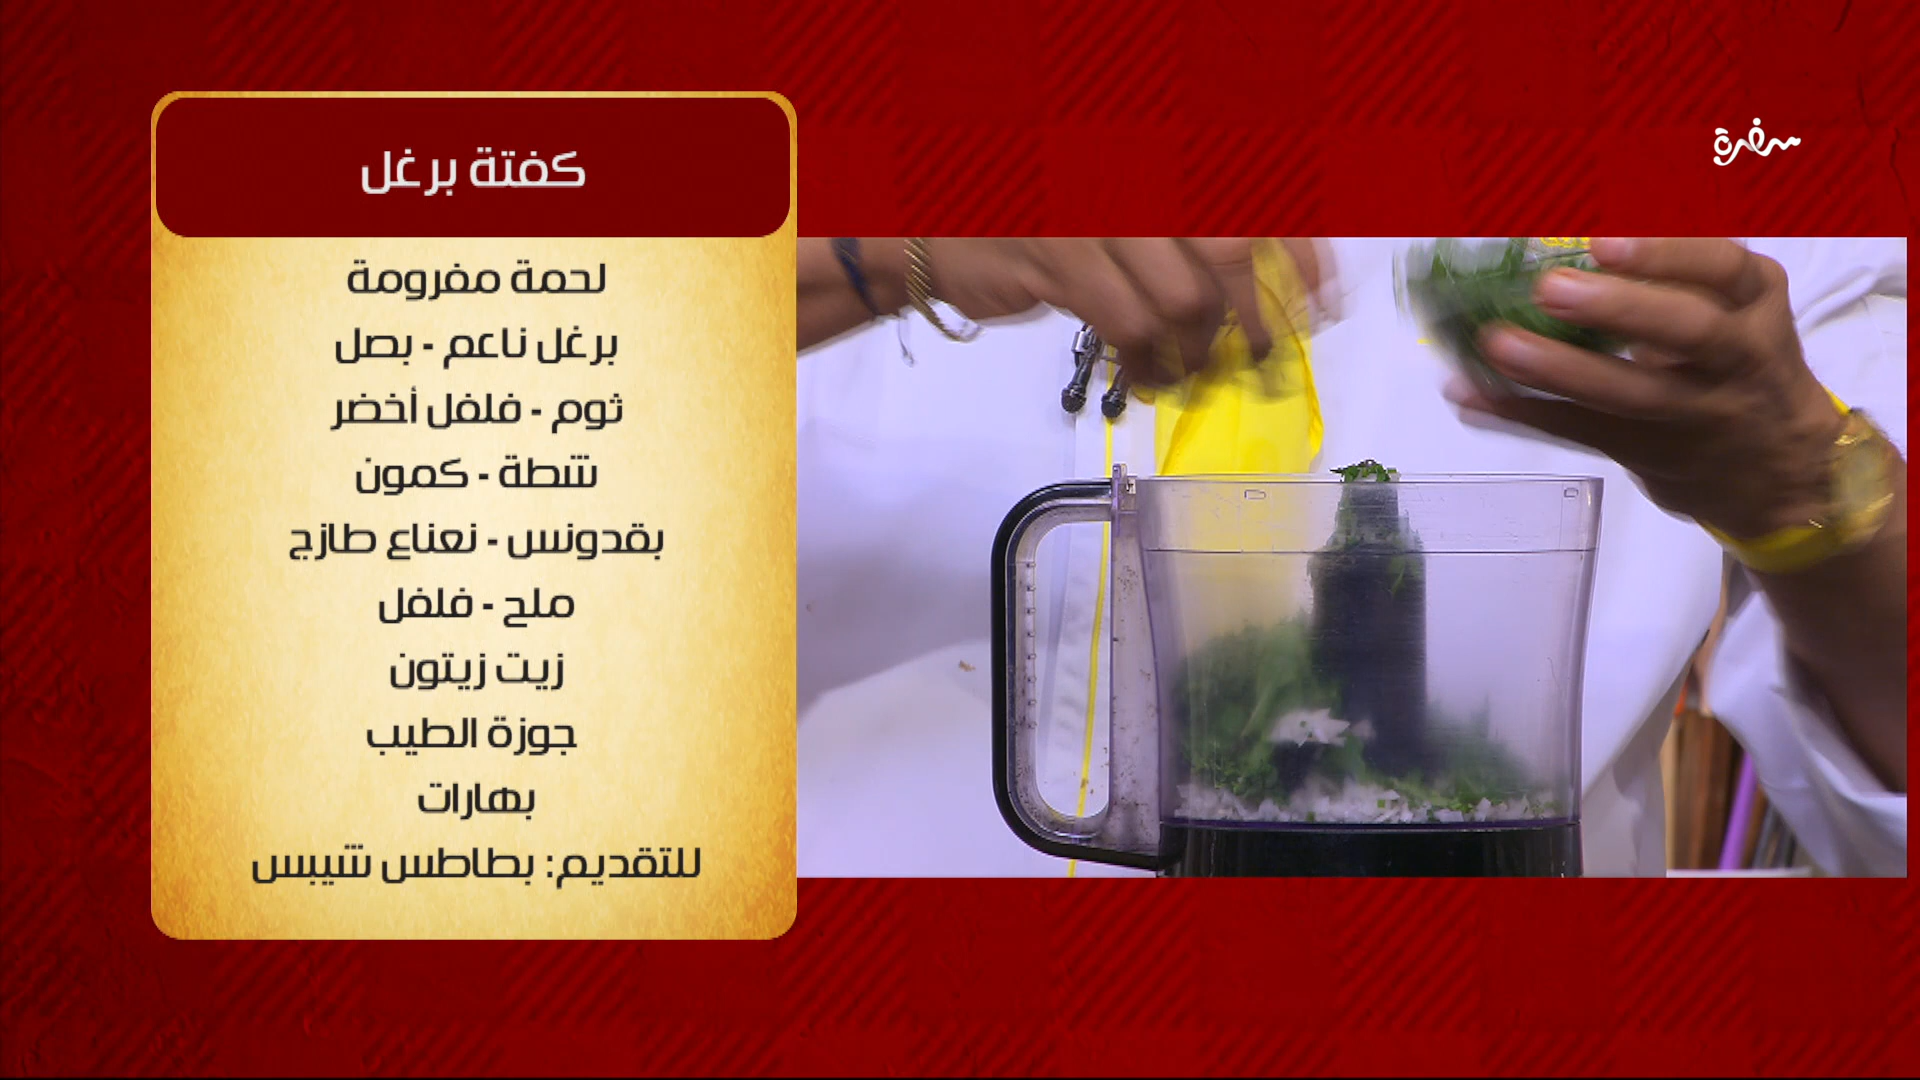 سفرة
كفتة برغل
لحمة مفرومة
برغل ناعم - بصل
ثوم - فلفل أخضر
شطة - كمون
بقدونس - نعناع طازج
ملح - فلفل
زيت زيتون
جوزة الطيب
بهارات
للتقديم: بطاطس شيبس